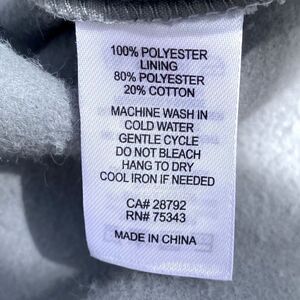 100% POLYESTER
LINING
80% POLYESTER
20% COTTON
MACHINE WASH IN
COLD WATER
GENTLE CYCLE
DO NOT BLEACH
HANG TO DRY
COOL IRON IF NEEDED
CA# 28792
RN# 75343
MADE IN CHINA